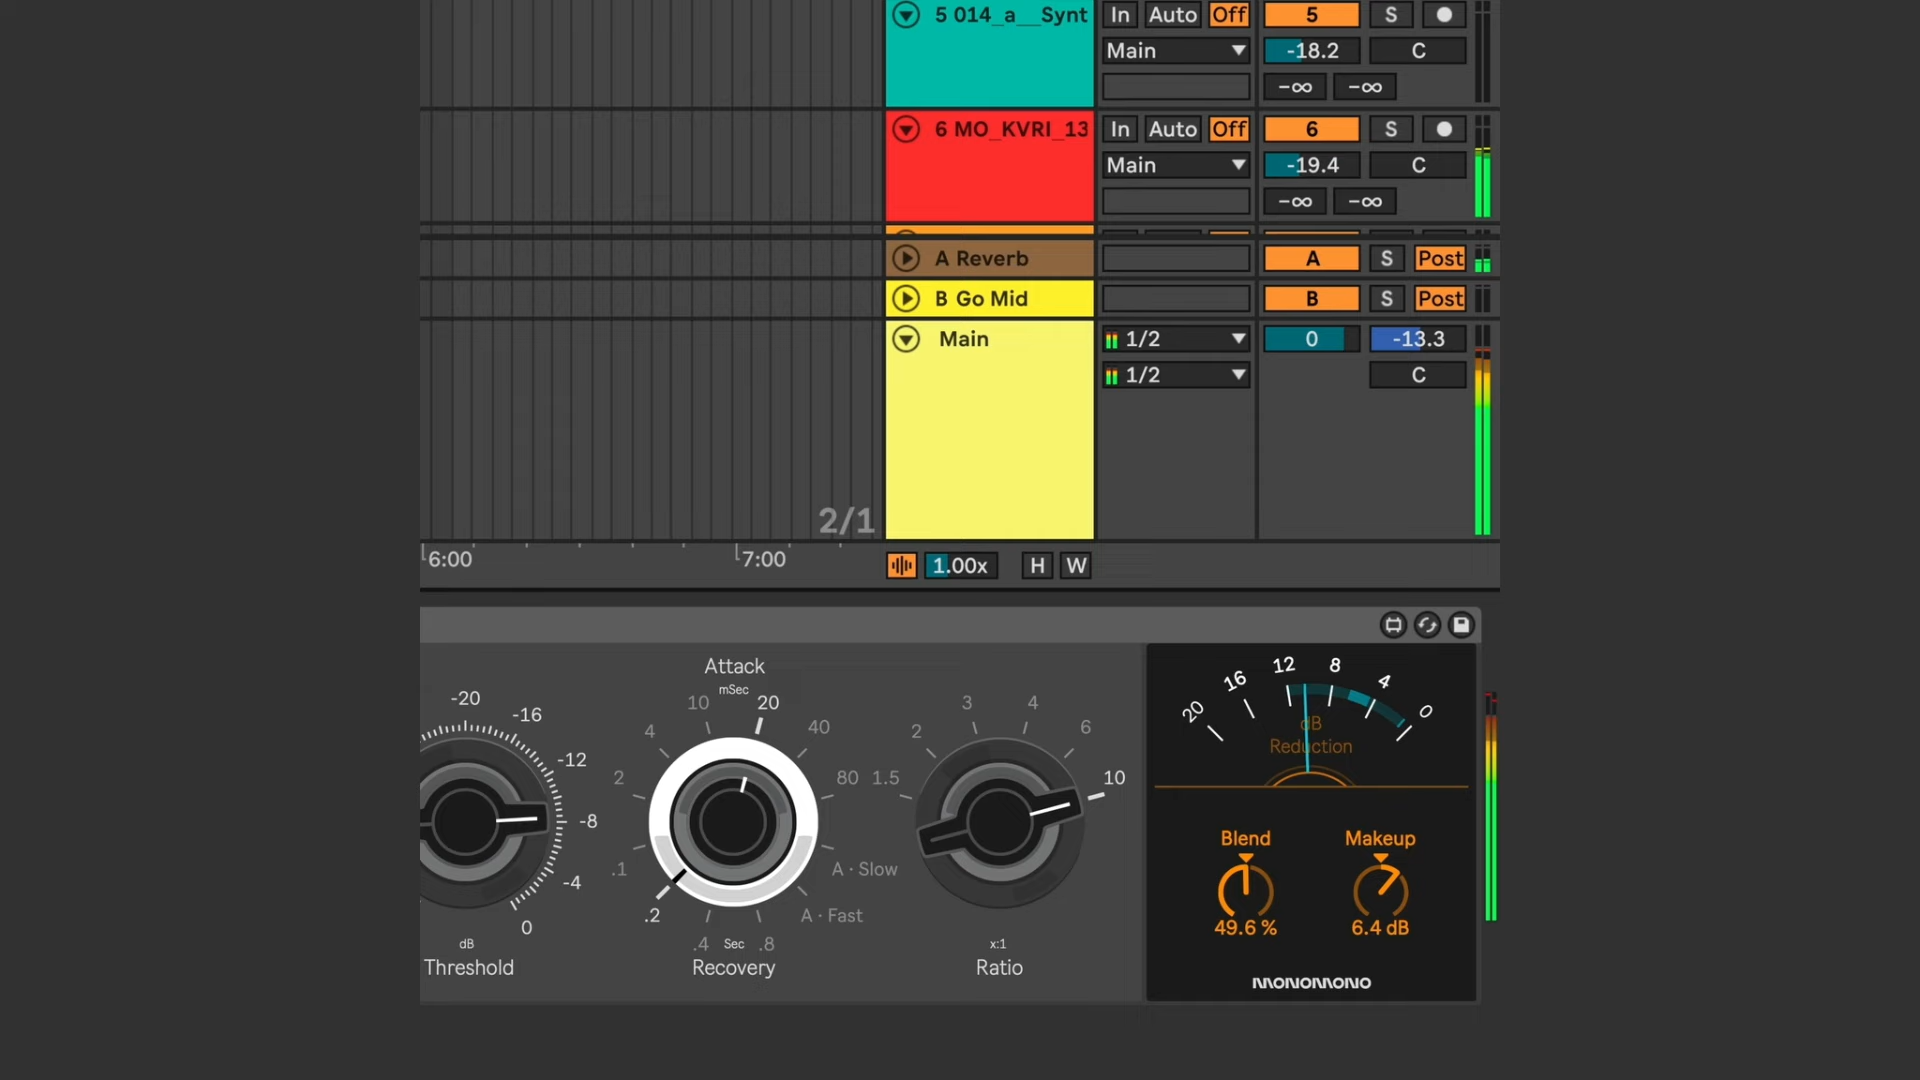 5 014_a__Synt In Auto Off 5 S
Main -18.2 C
-∞ -∞
6 MO_KVRI_13 In Auto Off 6 S
Main -19.4 C
-∞ -∞
A Reverb A S Post
B Go Mid B S Post
Main 1/2 0 -13.3
1/2 C
2/1
6:00 7:00 1.00x H W
-20 -16 -12 -8 -4 0
dB
Threshold
Attack
mSec
2 4 10 20 40 80
.1 .2 .4 Sec .8 A · Fast A · Slow
Recovery
1.5 2 3 4 6 10
x:1
Ratio
20 16 12 8 4 0
dB
Reduction
Blend Makeup
49.6 % 6.4 dB
MONOMONO